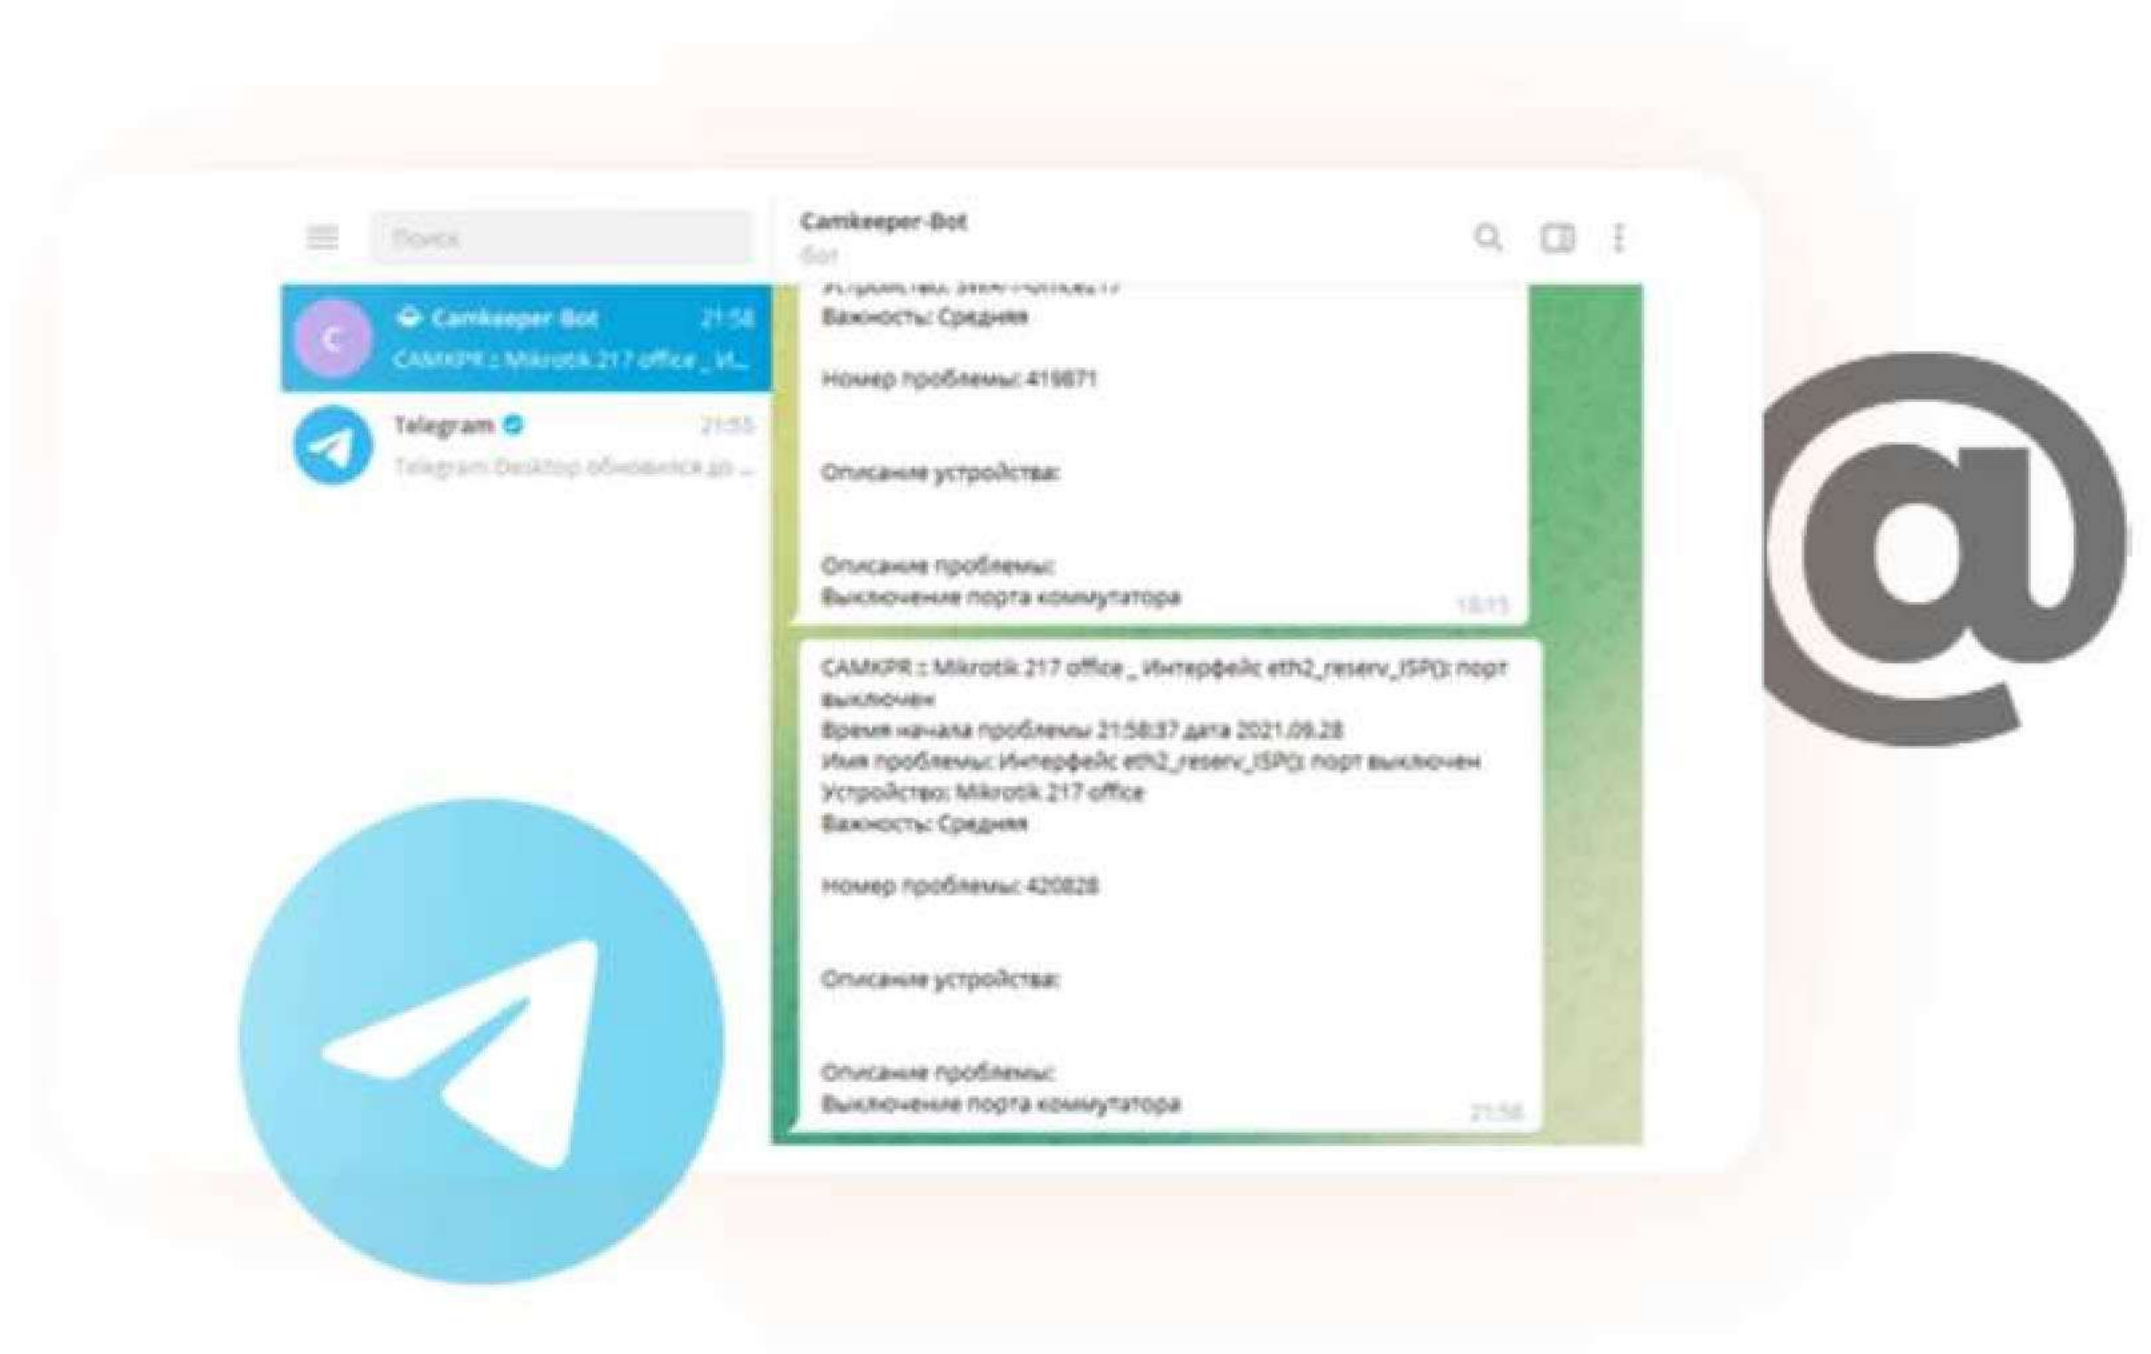 Поиск
Camkeeper-Bot 21:58
CAMKPR :: Mikrotik 217 office _ И...
Telegram 21:55
Telegram Desktop обновился до ...
Camkeeper-Bot
бот
Устройство:
Важность: Средняя
Номер проблемы: 419871
Описание устройства:
Описание проблемы:
Выключение порта коммутатора
CAMKPR :: Mikrotik 217 office _ Интерфейс eth2_reserv_ISP(): порт
выключен
Время начала проблемы 21:58:37 дата 2021.09.28
Имя проблемы: Интерфейс eth2_reserv_ISP(): порт выключен
Устройство: Mikrotik 217 office
Важность: Средняя
Номер проблемы: 420828
Описание устройства:
Описание проблемы:
Выключение порта коммутатора
21:58
@